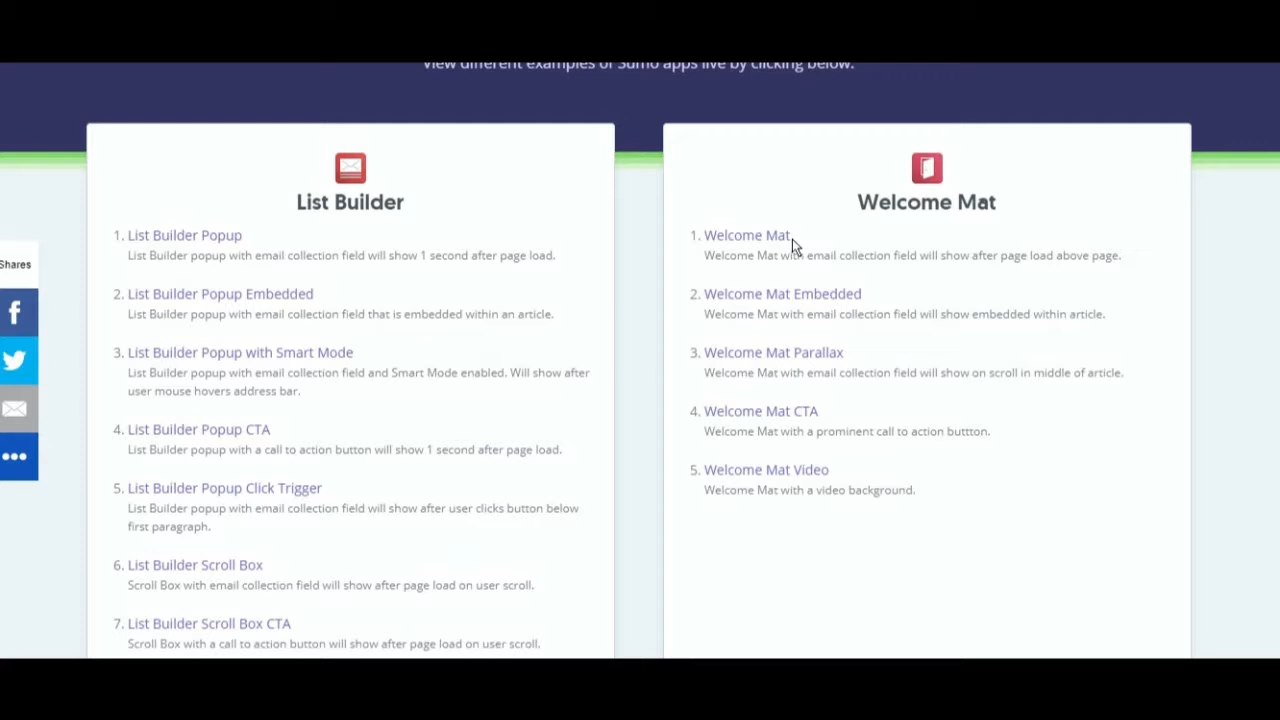 View different examples of Sumo apps live by clicking below.
Shares
List Builder
1. List Builder Popup
List Builder popup with email collection field will show 1 second after page load.
2. List Builder Popup Embedded
List Builder popup with email collection field that is embedded within an article.
3. List Builder Popup with Smart Mode
List Builder popup with email collection field and Smart Mode enabled. Will show after
user mouse hovers address bar.
4. List Builder Popup CTA
List Builder popup with a call to action button will show 1 second after page load.
5. List Builder Popup Click Trigger
List Builder popup with email collection field will show after user clicks button below
first paragraph.
6. List Builder Scroll Box
Scroll Box with email collection field will show after page load on user scroll.
7. List Builder Scroll Box CTA
Scroll Box with a call to action button will show after page load on user scroll.
Welcome Mat
1. Welcome Mat
Welcome Mat with email collection field will show after page load above page.
2. Welcome Mat Embedded
Welcome Mat with email collection field will show embedded within article.
3. Welcome Mat Parallax
Welcome Mat with email collection field will show on scroll in middle of article.
4. Welcome Mat CTA
Welcome Mat with a prominent call to action buttton.
5. Welcome Mat Video
Welcome Mat with a video background.